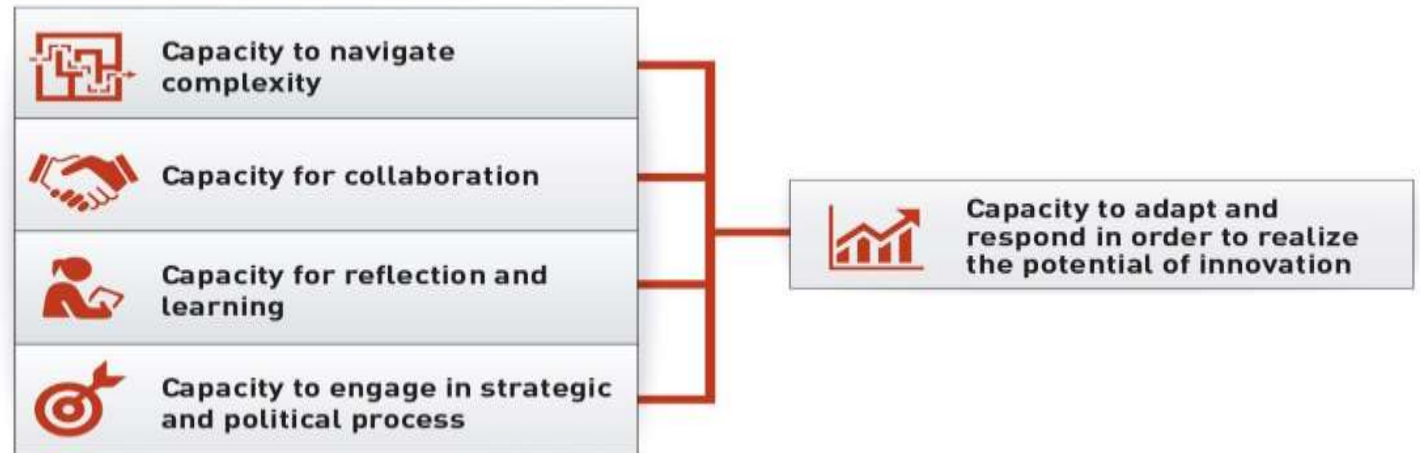 Capacity to navigate
complexity
Capacity for collaboration
Capacity for reflection and
learning
Capacity to engage in strategic
and political process
Capacity to adapt and
respond in order to realize
the potential of innovation